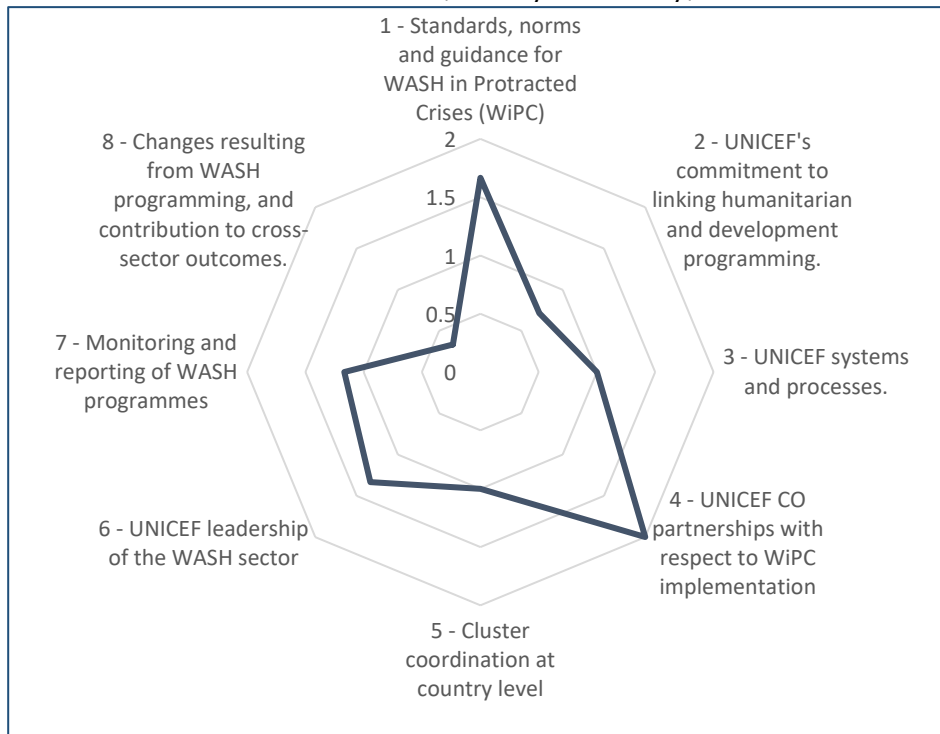 1 - Standards, norms
and guidance for
WASH in Protracted
Crises (WiPC)
2 - UNICEF's
commitment to
linking humanitarian
and development
programming.
3 - UNICEF systems
and processes.
4 - UNICEF CO
partnerships with
respect to WiPC
implementation
5 - Cluster
coordination at
country level
6 - UNICEF leadership
of the WASH sector
7 - Monitoring and
reporting of WASH
programmes
8 - Changes resulting
from WASH
programming, and
contribution to cross-
sector outcomes.
2
1.5
1
0.5
0